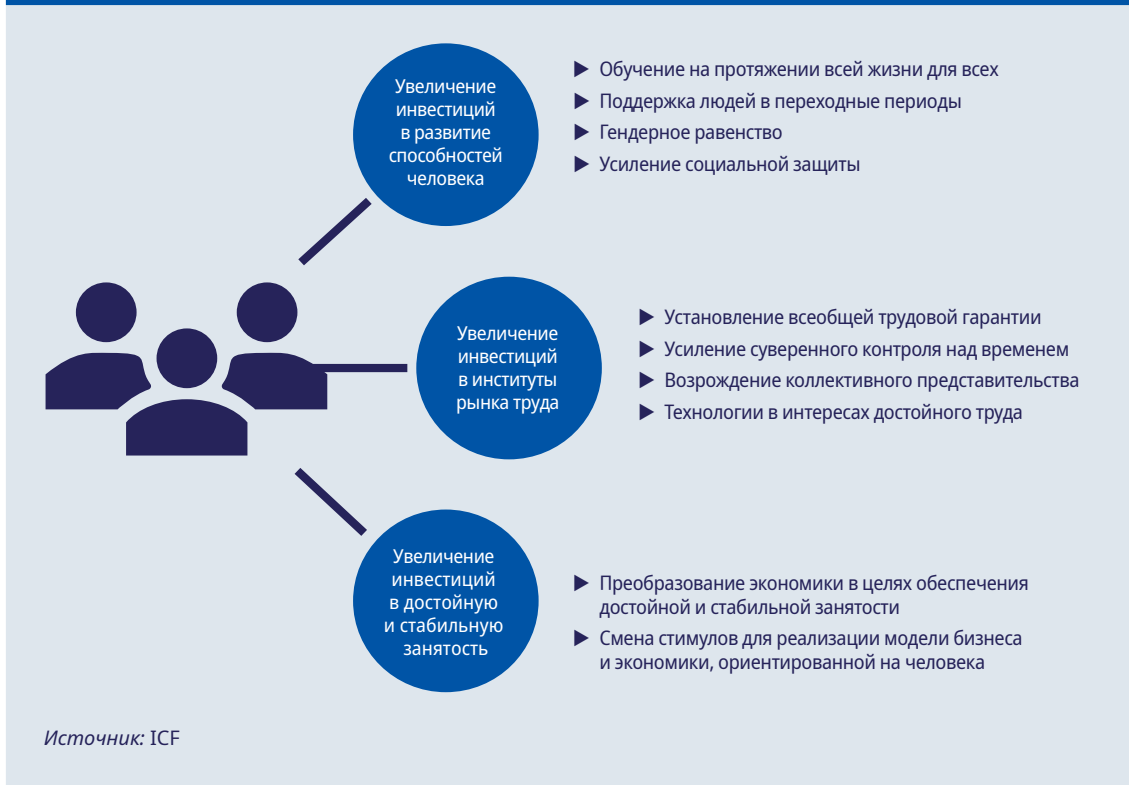 Увеличение
инвестиций
в развитие
способностей
человека
▶ Обучение на протяжении всей жизни для всех
▶ Поддержка людей в переходные периоды
▶ Гендерное равенство
▶ Усиление социальной защиты
Увеличение
инвестиций
в институты
рынка труда
▶ Установление всеобщей трудовой гарантии
▶ Усиление суверенного контроля над временем
▶ Возрождение коллективного представительства
▶ Технологии в интересах достойного труда
Увеличение
инвестиций
в достойную
и стабильную
занятость
▶ Преобразование экономики в целях обеспечения
достойной и стабильной занятости
▶ Смена стимулов для реализации модели бизнеса
и экономики, ориентированной на человека
Источник: ICF